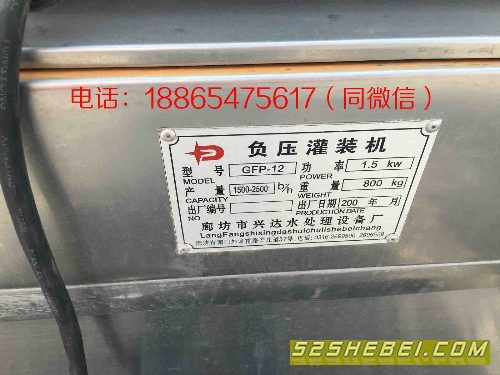 电话：18865475617（同微信）
负压灌装机
型号 GFP-12 功率 1.5 kw
MODEL POWER
产量 1500-2500 b/h 重量 800 kg
CAPACITY WEIGHT
出厂编号 出厂日期 200 年 月
PRODUCTION DATE
廊坊市兴达水处理设备厂
LangFangshixingdashuichulishebeichang
52SHEBEI.COM